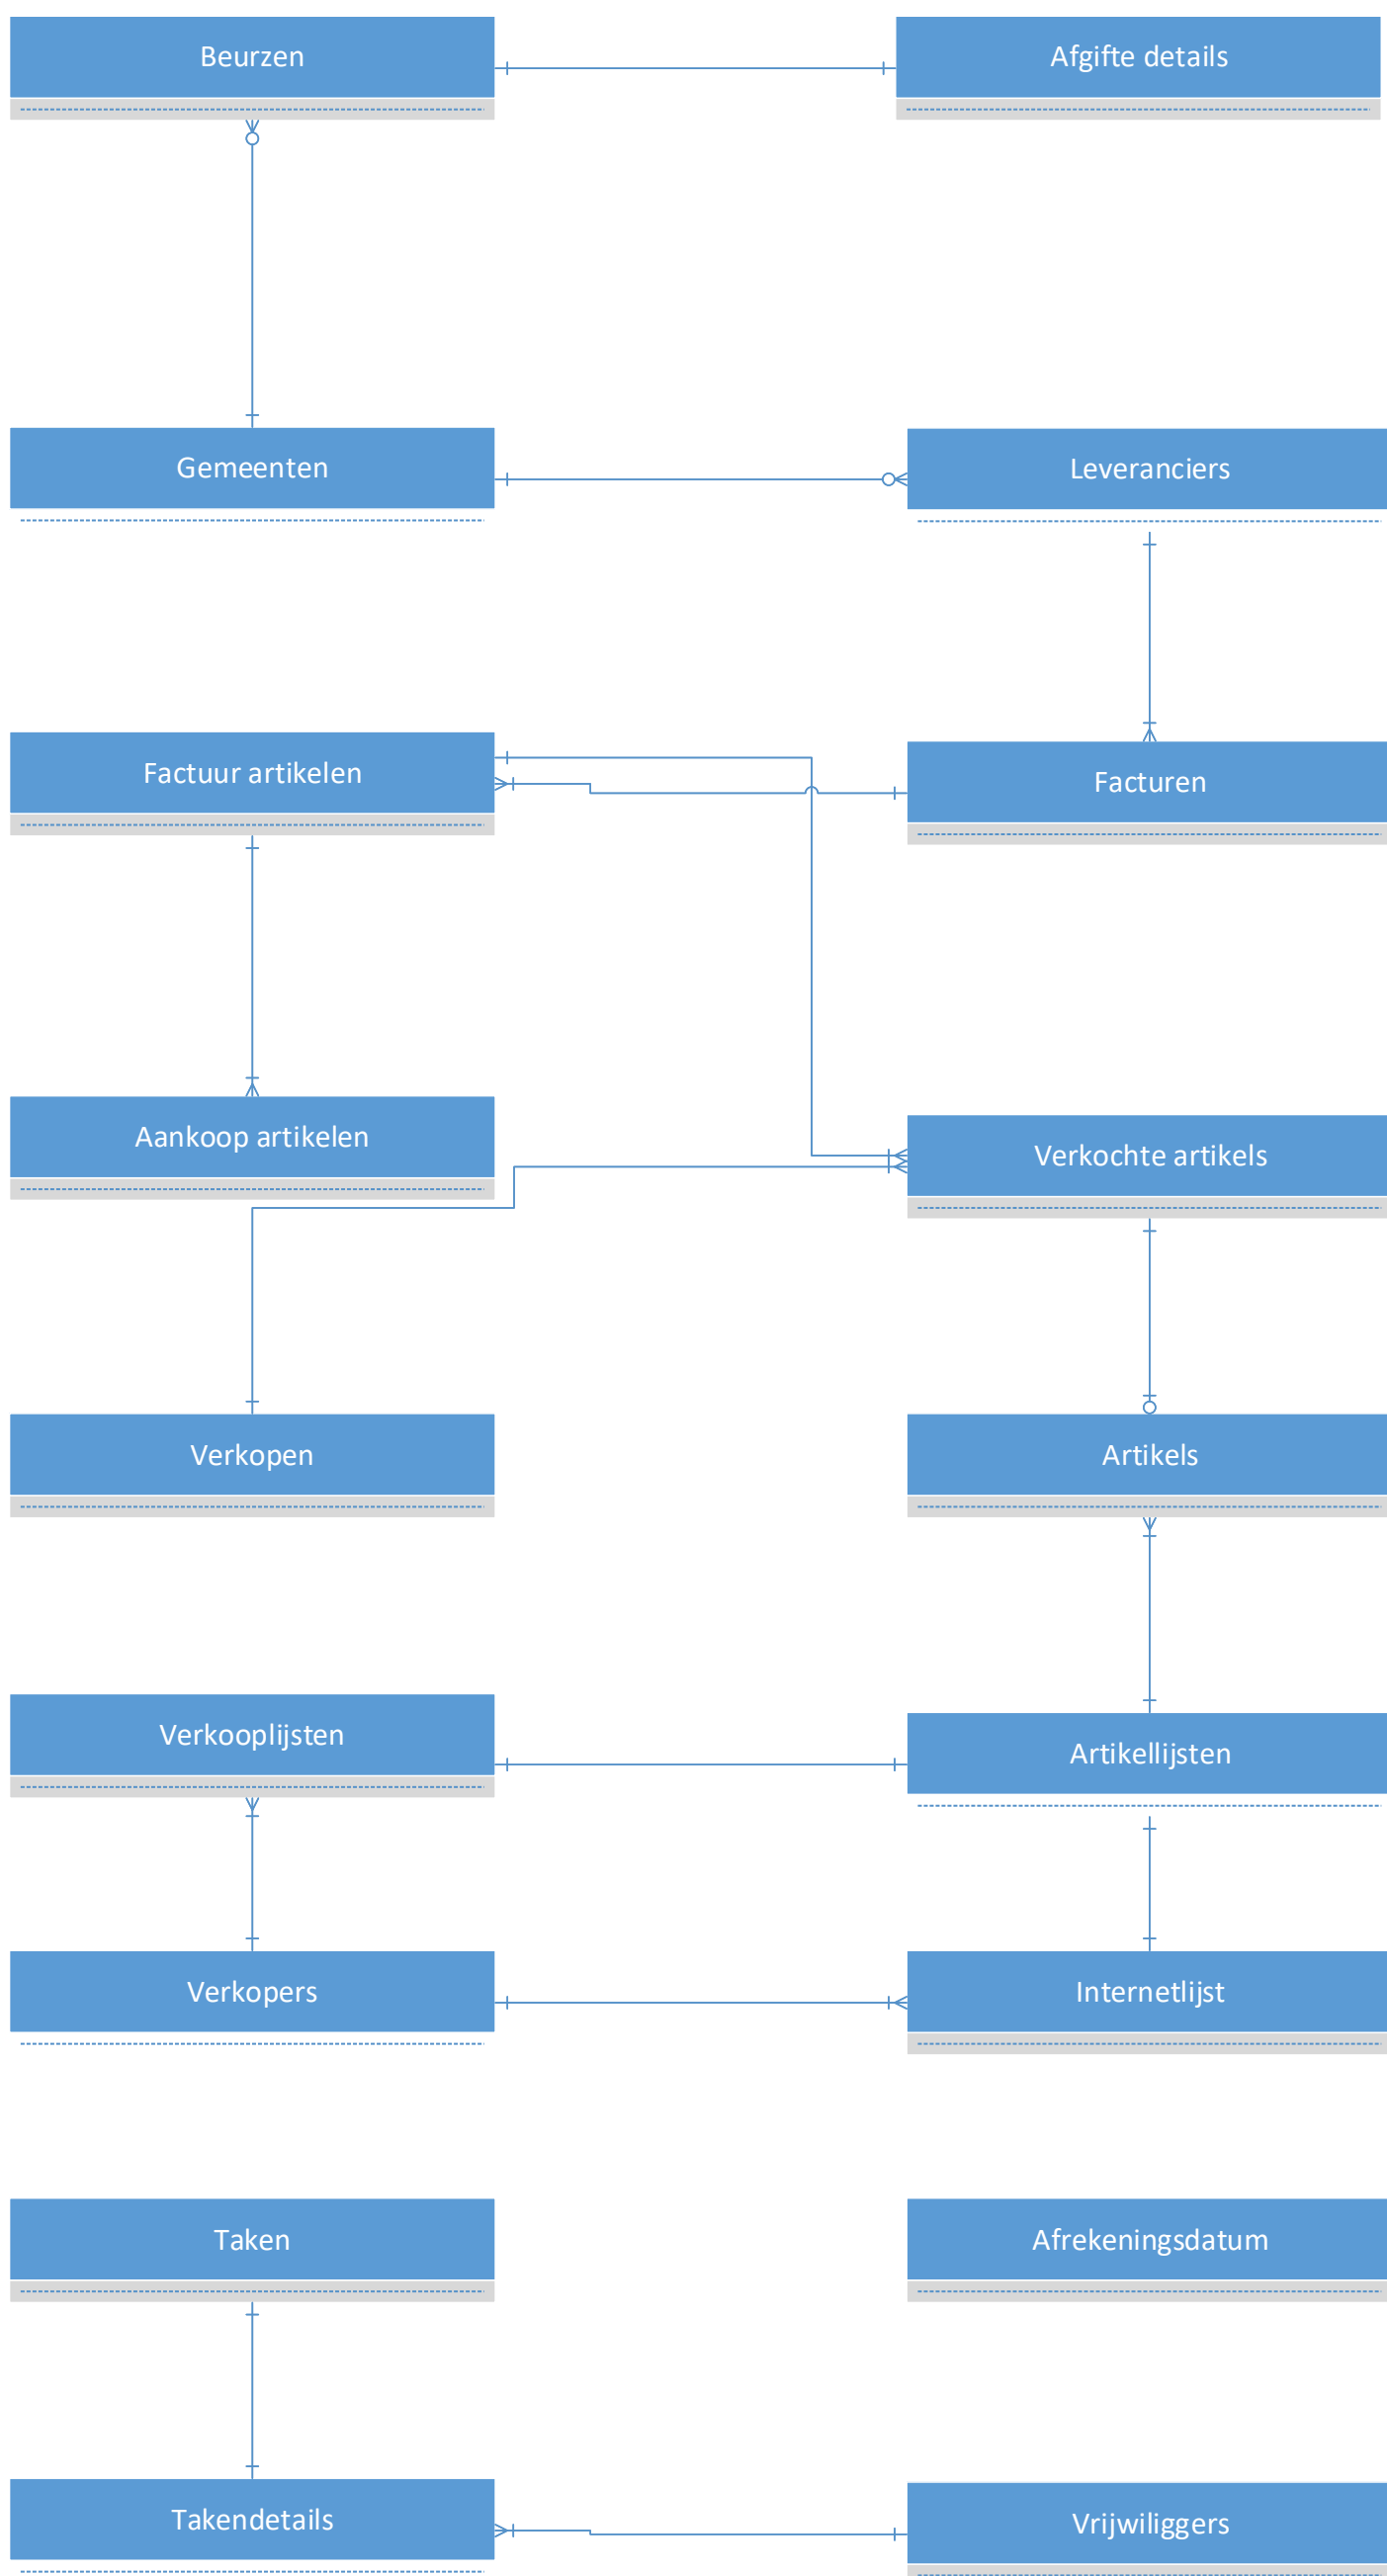 Beurzen
Afgifte details
Gemeenten
Leveranciers
Factuur artikelen
Facturen
Aankoop artikelen
Verkochte artikels
Verkopen
Artikels
Verkooplijsten
Artikellijsten
Verkopers
Internetlijst
Taken
Afrekeningsdatum
Takendetails
Vrijwiliggers